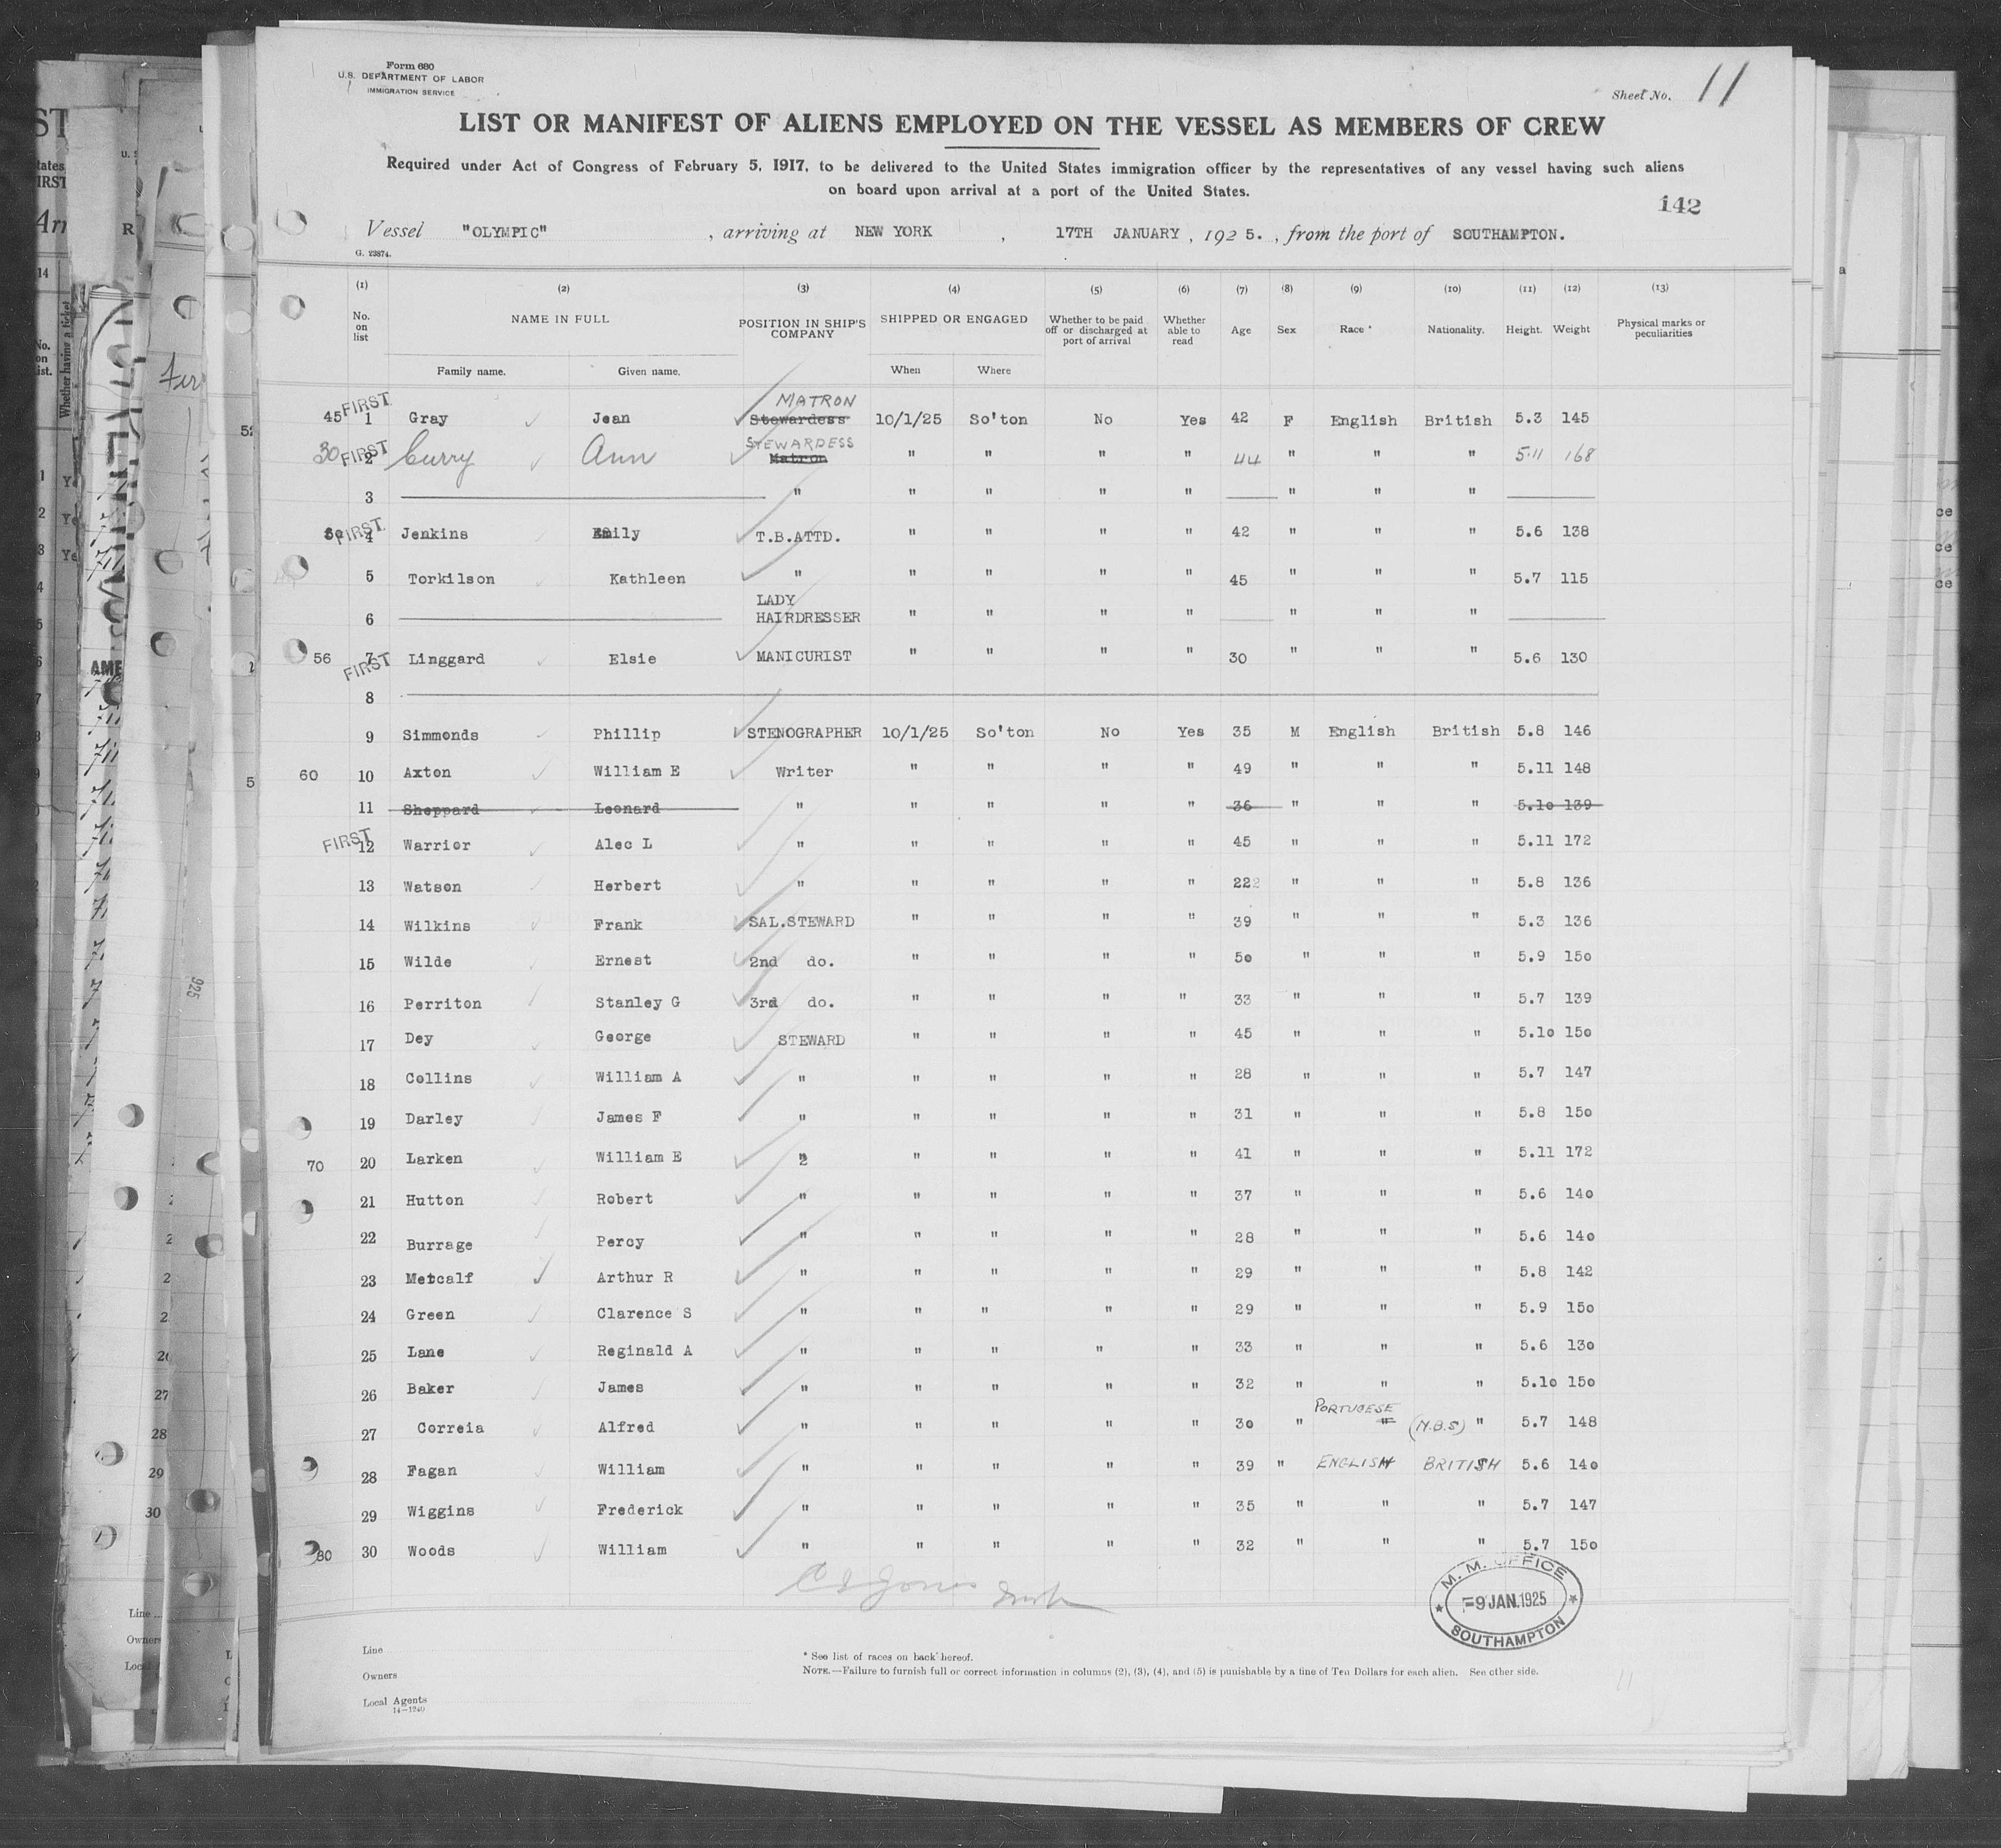 Form 680
U.S. DEPARTMENT OF LABOR
IMMIGRATION SERVICE
Sheet No. 11
LIST OR MANIFEST OF ALIENS EMPLOYED ON THE VESSEL AS MEMBERS OF CREW
Required under Act of Congress of February 5, 1917, to be delivered to the United States immigration officer by the representatives of any vessel having such aliens
on board upon arrival at a port of the United States.
142
Vessel "OLYMPIC" , arriving at NEW YORK , 17TH JANUARY , 1925. , from the port of SOUTHAMPTON.
G. 23874.
(1) (2) (3) (4) (5) (6) (7) (8) (9) (10) (11) (12) (13)
No. on list NAME IN FULL POSITION IN SHIP'S COMPANY SHIPPED OR ENGAGED Whether to be paid off or discharged at port of arrival Whether able to read Age Sex Race * Nationality. Height. Weight Physical marks or peculiarities
Family name. Given name. When Where
MATRON
45 FIRST 1 Gray Jean Stewardess 10/1/25 So'ton No Yes 42 F English British 5.3 145
STEWARDESS
30 FIRST 2 Curry Ann Matron " " " " 44 " " " 5.11 168
3 " " " " " " " "
FIRST 4 Jenkins Emily T.B.ATTD. " " " " 42 " " " 5.6 138
5 Torkilson Kathleen " " " " " 45 " " " 5.7 115
LADY
6 HAIRDRESSER " " " " " " "
56 FIRST 7 Linggard Elsie MANICURIST " " " " 30 " " " 5.6 130
8
9 Simmonds Phillip STENOGRAPHER 10/1/25 So'ton No Yes 35 M English British 5.8 146
60 10 Axton William E Writer " " " " 49 " " " 5.11 148
11 Sheppard Leonard " " " " " 36 " " " 5.10 139
FIRST 12 Warrior Alec L " " " " " 45 " " " 5.11 172
13 Watson Herbert " " " " " 222 " " " 5.8 136
14 Wilkins Frank SAL.STEWARD " " " " 39 " " " 5.3 136
15 Wilde Ernest 2nd do. " " " " 50 " " " 5.9 150
16 Perriton Stanley G 3rd do. " " " " 33 " " " 5.7 139
17 Dey George STEWARD " " " " 45 " " " 5.10 150
18 Collins William A " " " " " 28 " " " 5.7 147
19 Darley James F " " " " " 31 " " " 5.8 150
70 20 Larken William E " " " " " 41 " " " 5.11 172
21 Hutton Robert " " " " " 37 " " " 5.6 140
22 Burrage Percy " " " " " 28 " " " 5.6 140
23 Metcalf Arthur R " " " " " 29 " " " 5.8 142
24 Green Clarence S " " " " " 29 " " " 5.9 150
25 Lane Reginald A " " " " " 33 " " " 5.6 130
26 Baker James " " " " " 32 " " " 5.10 150
PORTUGESE
27 Correia Alfred " " " " " 30 " " (N.B.S) " 5.7 148
28 Fagan William " " " " " 39 " ENGLISH BRITISH 5.6 140
29 Wiggins Frederick " " " " " 35 " " " 5.7 147
80 30 Woods William " " " " " 32 " " " 5.7 150
M. M. OFFICE
9 JAN. 1925
SOUTHAMPTON
Line
Owners
Local Agents
14—1240
* See list of races on back hereof.
NOTE.—Failure to furnish full or correct information in columns (2), (3), (4), and (5) is punishable by a fine of Ten Dollars for each alien. See other side.